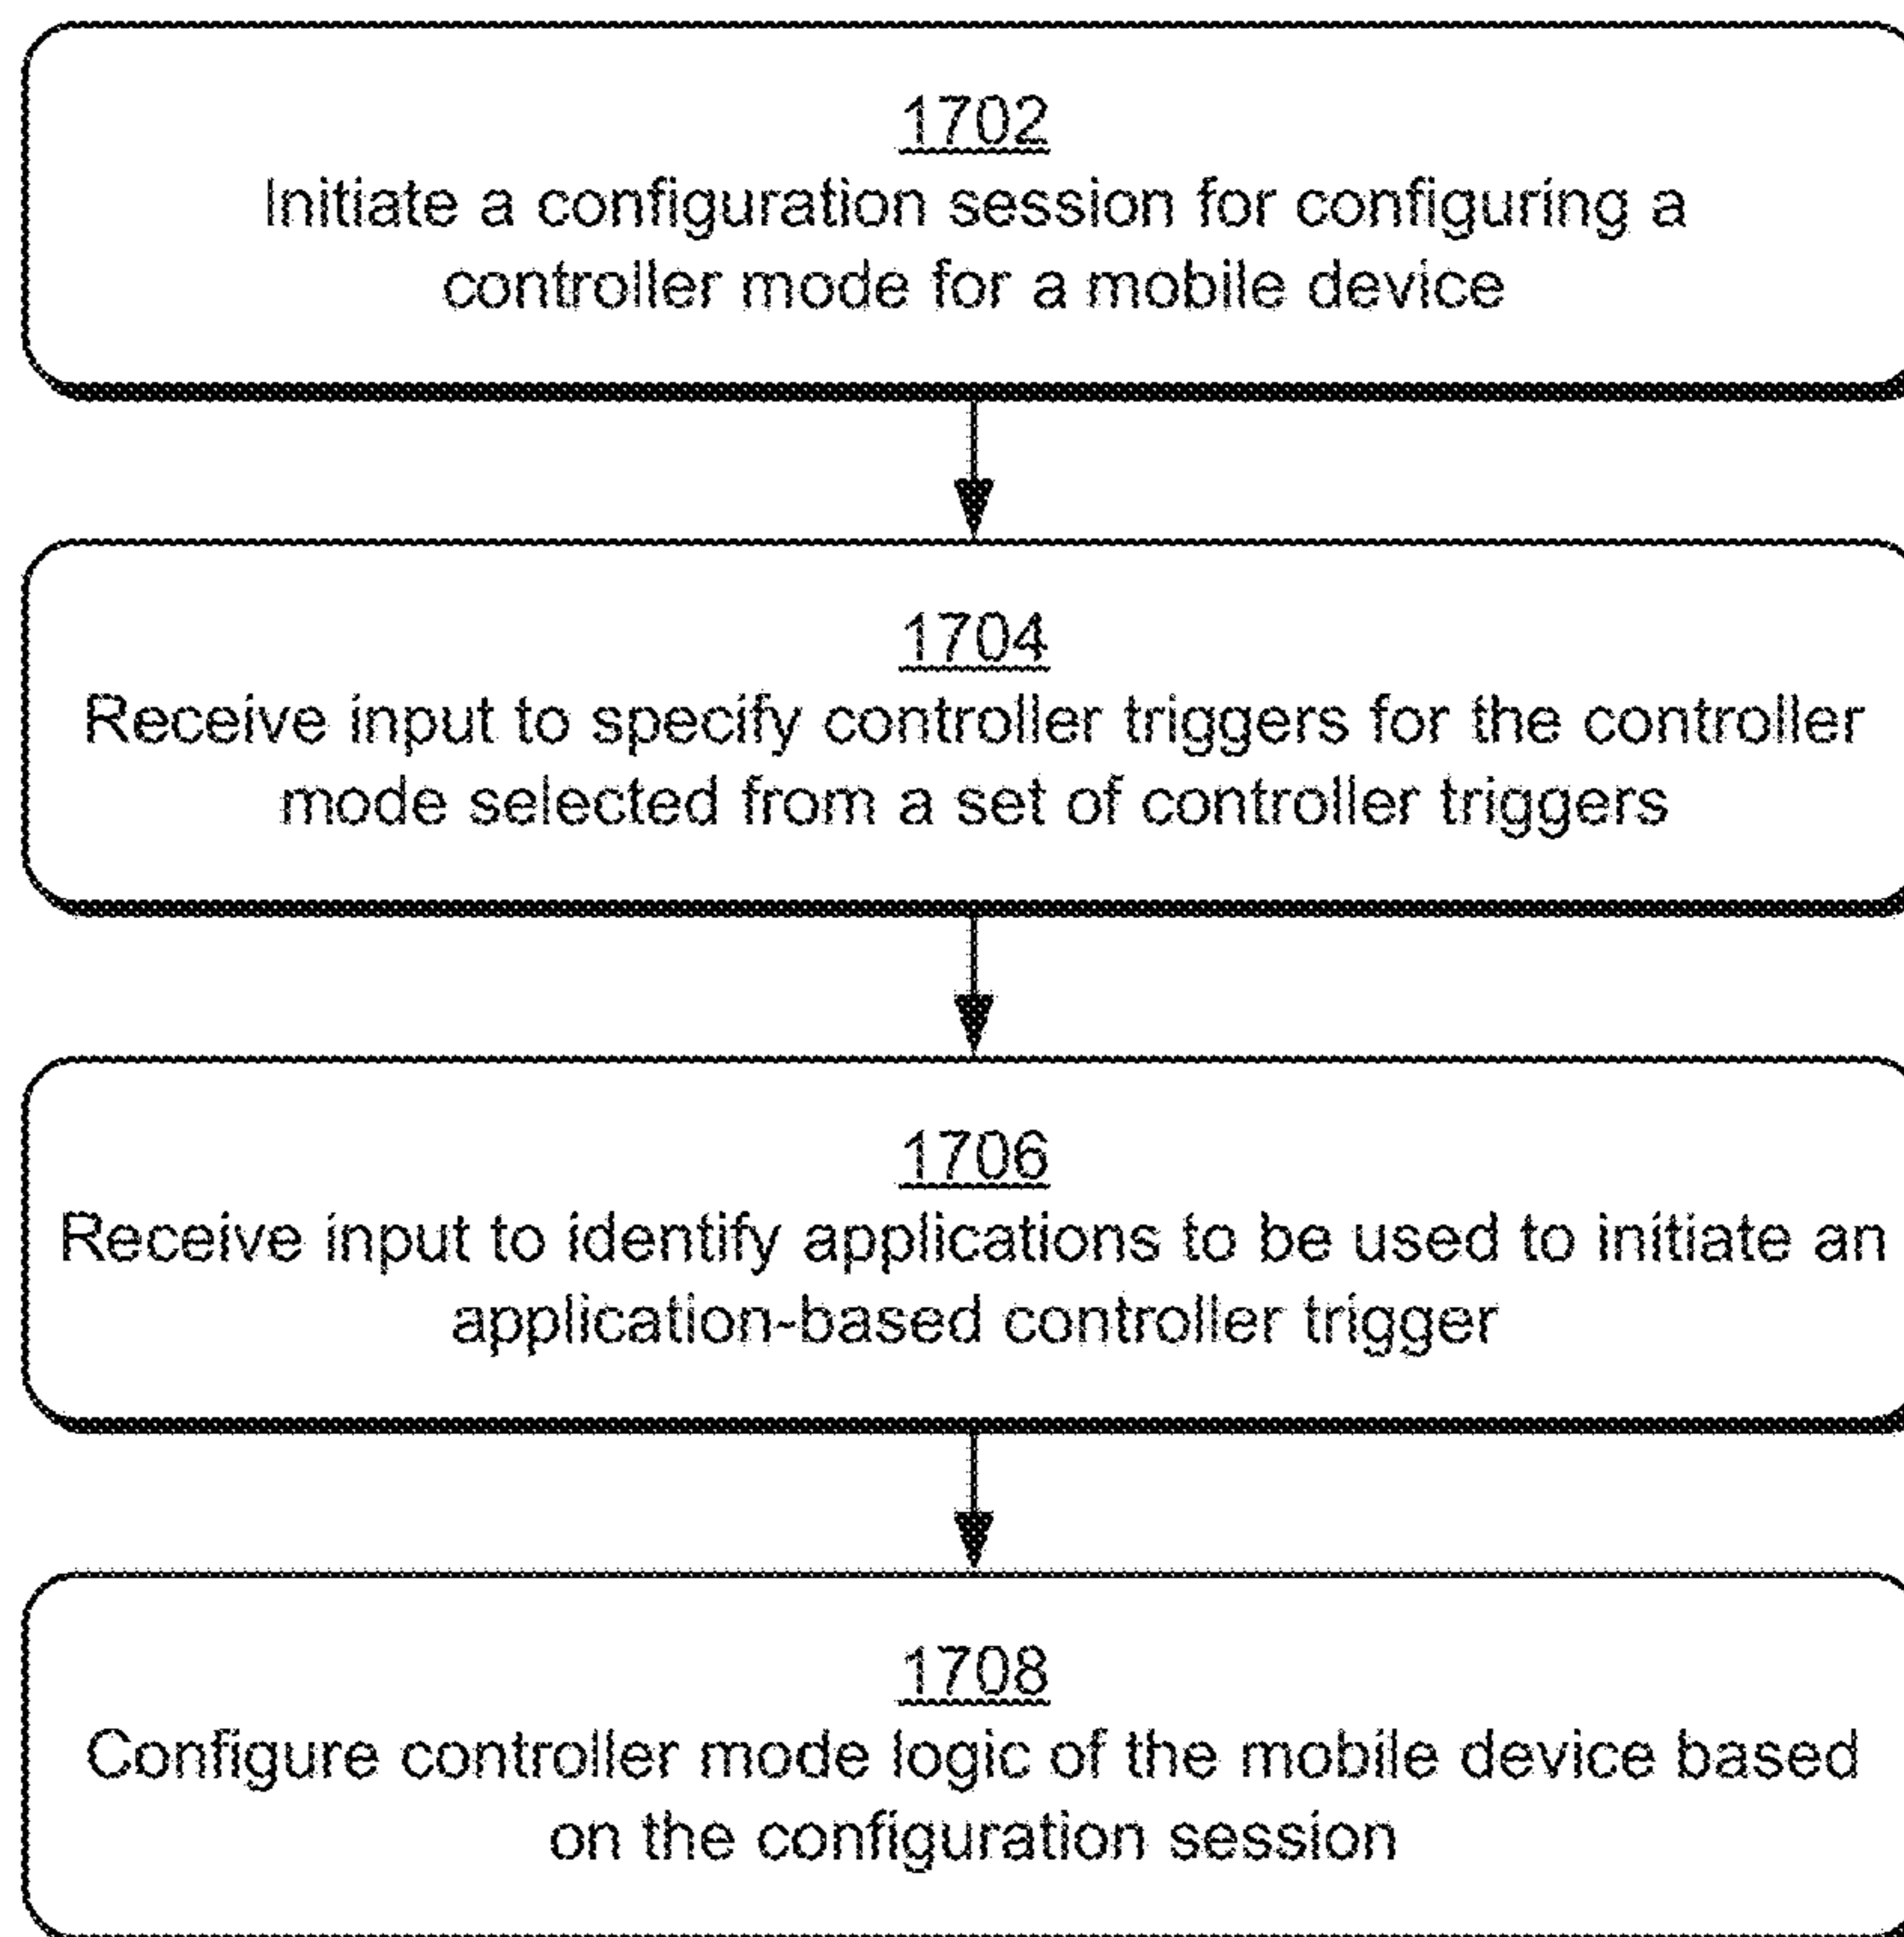 1702
Initiate a configuration session for configuring a
controller mode for a mobile device
1704
Receive input to specify controller triggers for the controller
mode selected from a set of controller triggers
1706
Receive input to identify applications to be used to initiate an
application-based controller trigger
1708
Configure controller mode logic of the mobile device based
on the configuration session